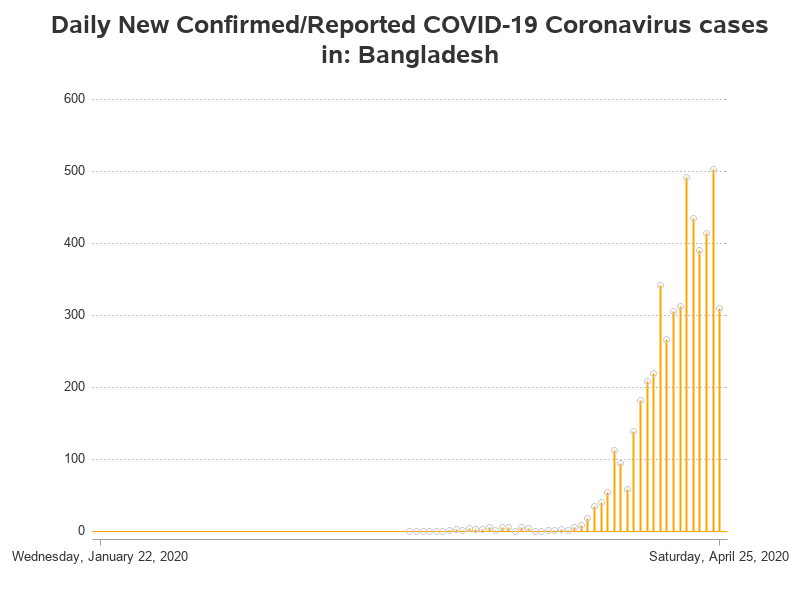 Daily New Confirmed/Reported COVID-19 Coronavirus cases
in: Bangladesh
600
500
400
300
200
100
0
Wednesday, January 22, 2020
Saturday, April 25, 2020